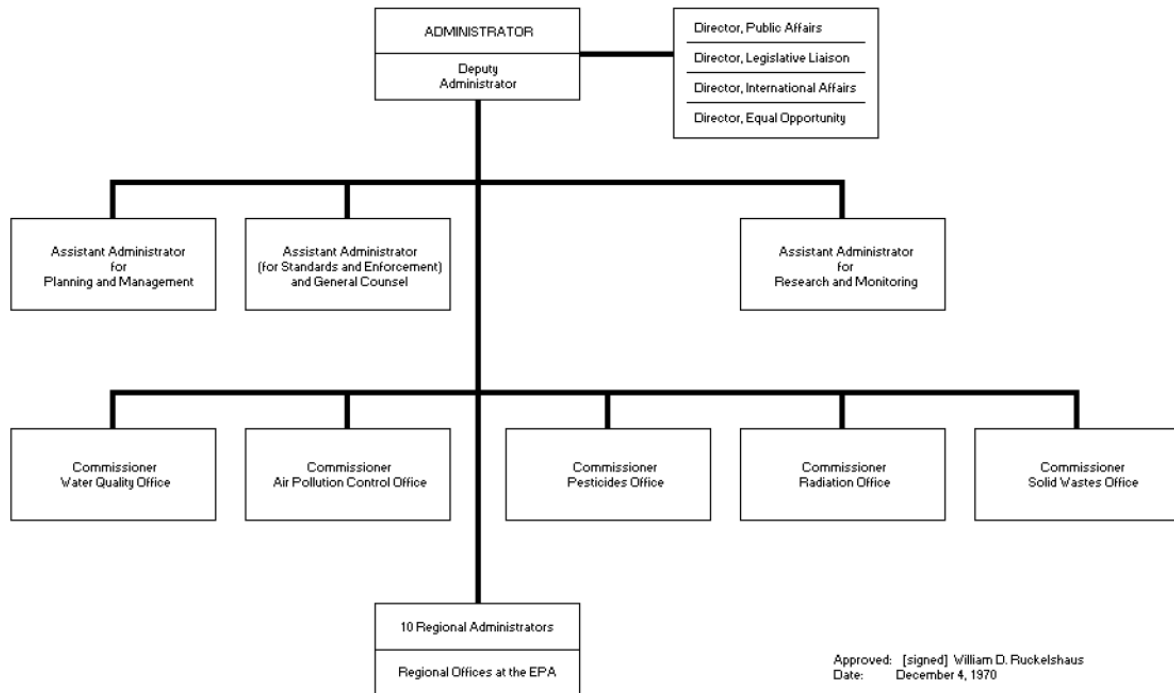 ADMINISTRATOR
Deputy
Administrator
Director, Public Affairs
Director, Legislative Liaison
Director, International Affairs
Director, Equal Opportunity
Assistant Administrator
for
Planning and Management
Assistant Administrator
(for Standards and Enforcement)
and General Counsel
Assistant Administrator
for
Research and Monitoring
Commissioner
Water Quality Office
Commissioner
Air Pollution Control Office
Commissioner
Pesticides Office
Commissioner
Radiation Office
Commissioner
Solid Wastes Office
10 Regional Administrators
Regional Offices at the EPA
Approved: [signed] William D. Ruckelshaus
Date: December 4, 1970